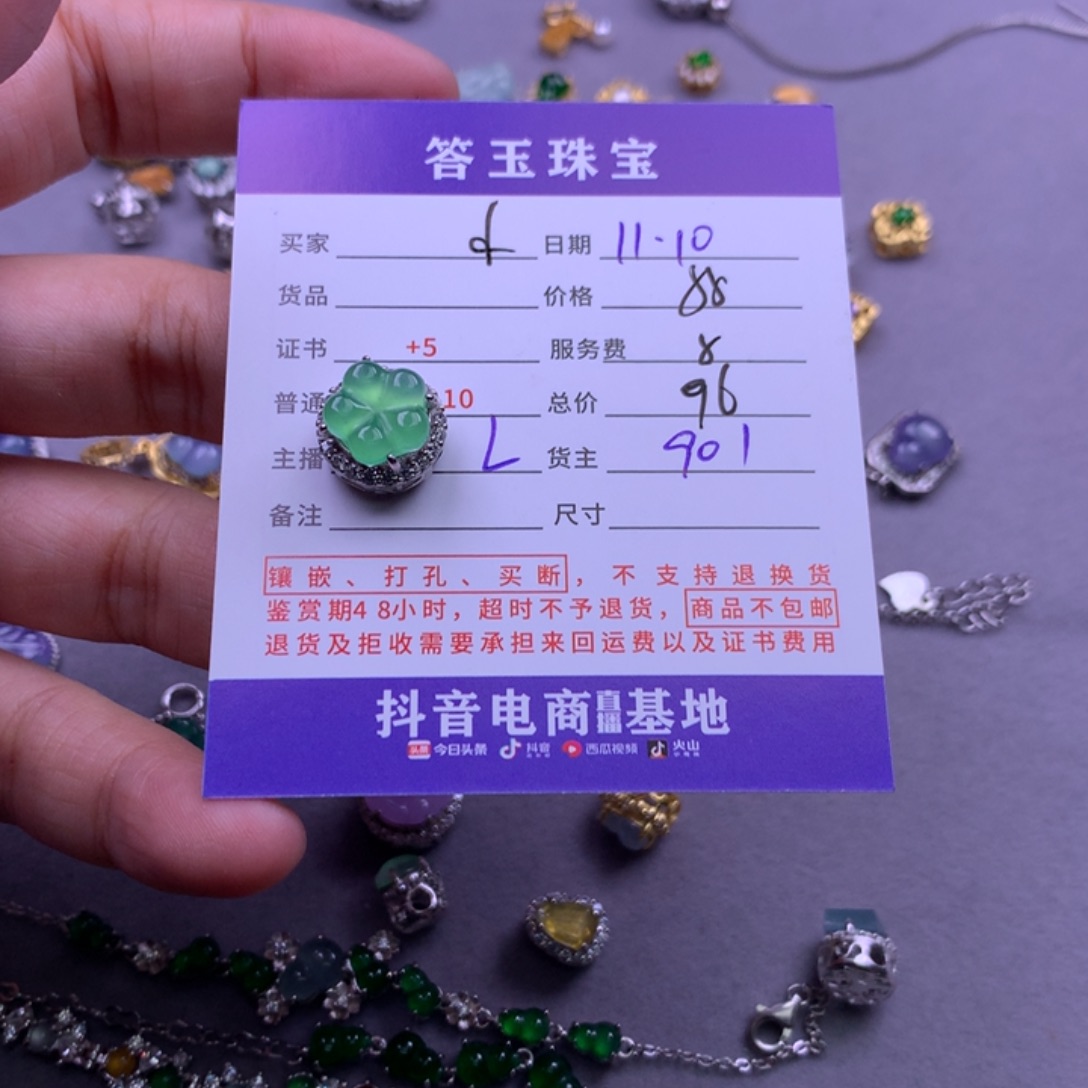 答玉珠宝
买家 日期 11·10
货品 价格 88
证书 +5 服务费 8
普通 10 总价 96
主播 L 货主 901
备注 尺寸
镶嵌、打孔、买断，不支持退换货
鉴赏期48小时，超时不予退货，商品不包邮
退货及拒收需要承担来回运费以及证书费用
抖音电商直播基地
头条 今日头条 抖音 西瓜视频 火山